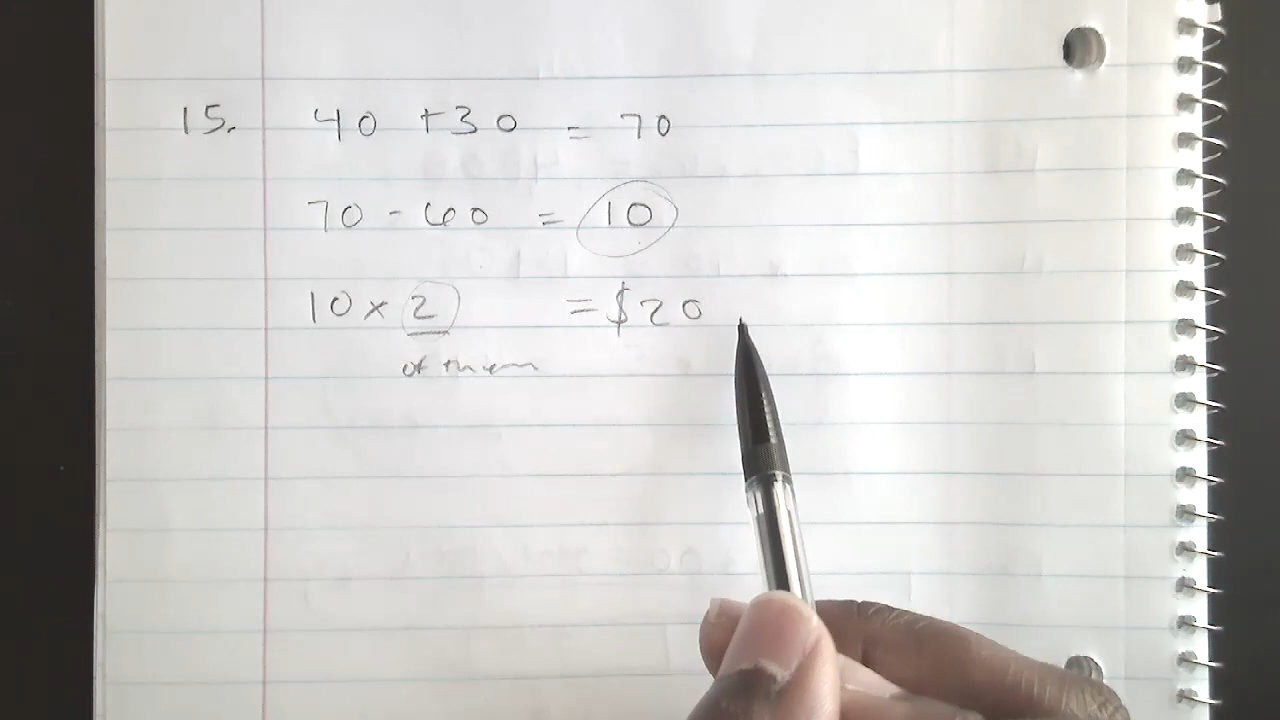 15. 40 +30 = 70
70 - 60 = 10
10 x 2 = $20
of them